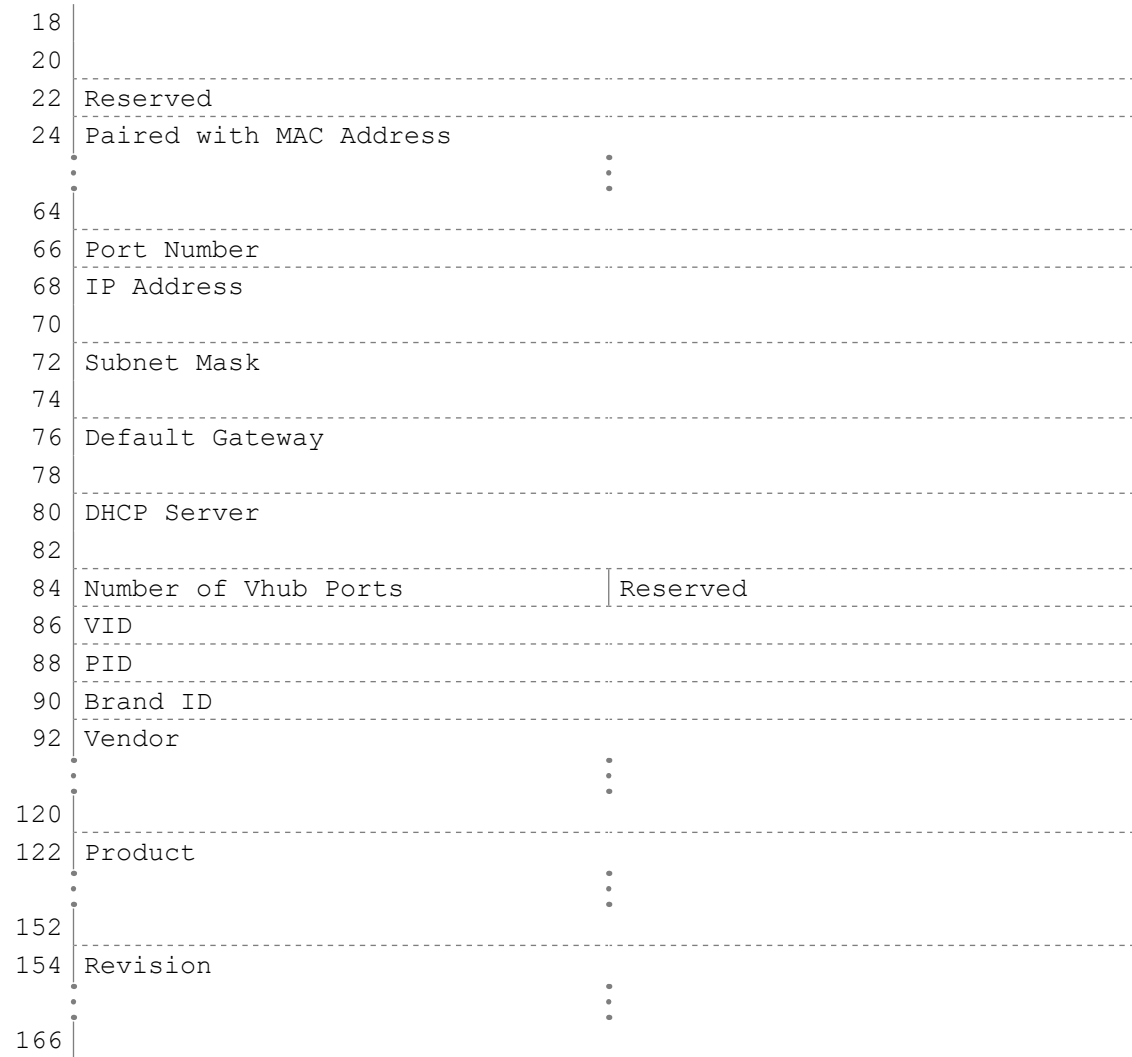 18
20
22 Reserved
24 Paired with MAC Address
64
66 Port Number
68 IP Address
70
72 Subnet Mask
74
76 Default Gateway
78
80 DHCP Server
82
84 Number of Vhub Ports Reserved
86 VID
88 PID
90 Brand ID
92 Vendor
120
122 Product
152
154 Revision
166